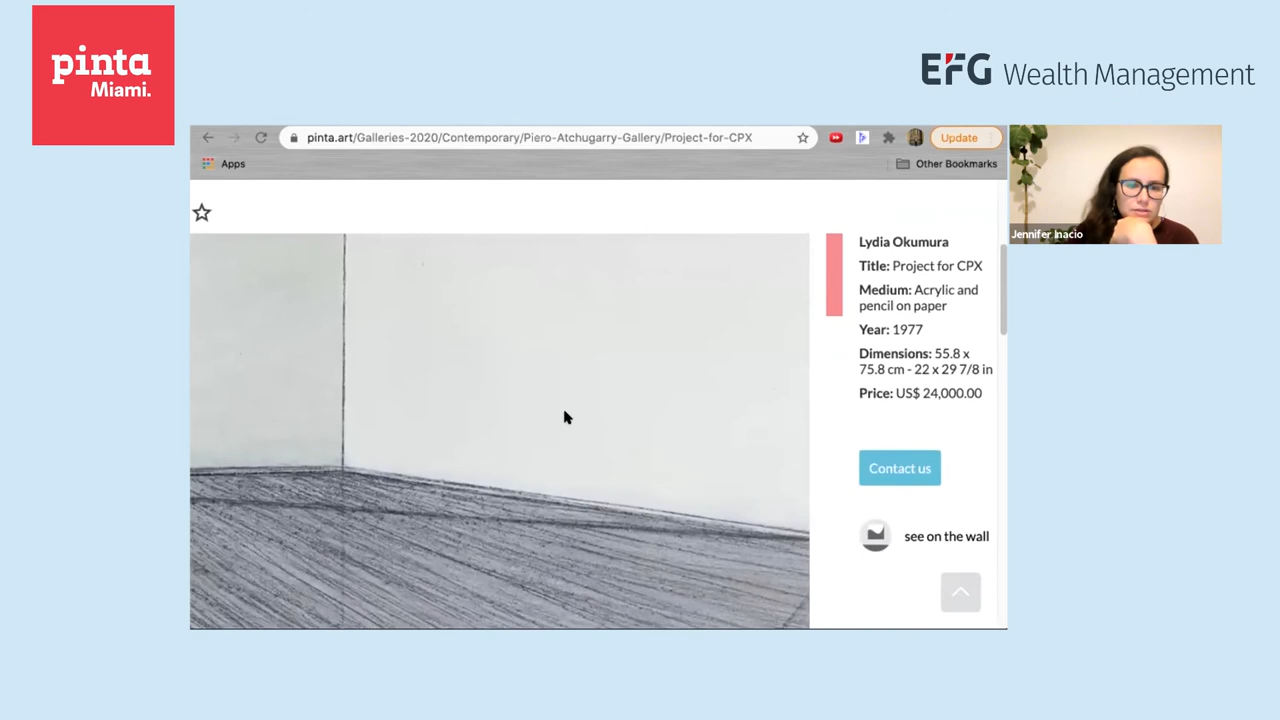 pinta
Miami.
EFG Wealth Management
pinta.art/Galleries-2020/Contemporary/Piero-Atchugarry-Gallery/Project-for-CPX
Update
Apps
Other Bookmarks
Jennifer Inacio
Lydia Okumura
Title: Project for CPX
Medium: Acrylic and
pencil on paper
Year: 1977
Dimensions: 55.8 x
75.8 cm - 22 x 29 7/8 in
Price: US$ 24,000.00
Contact us
see on the wall